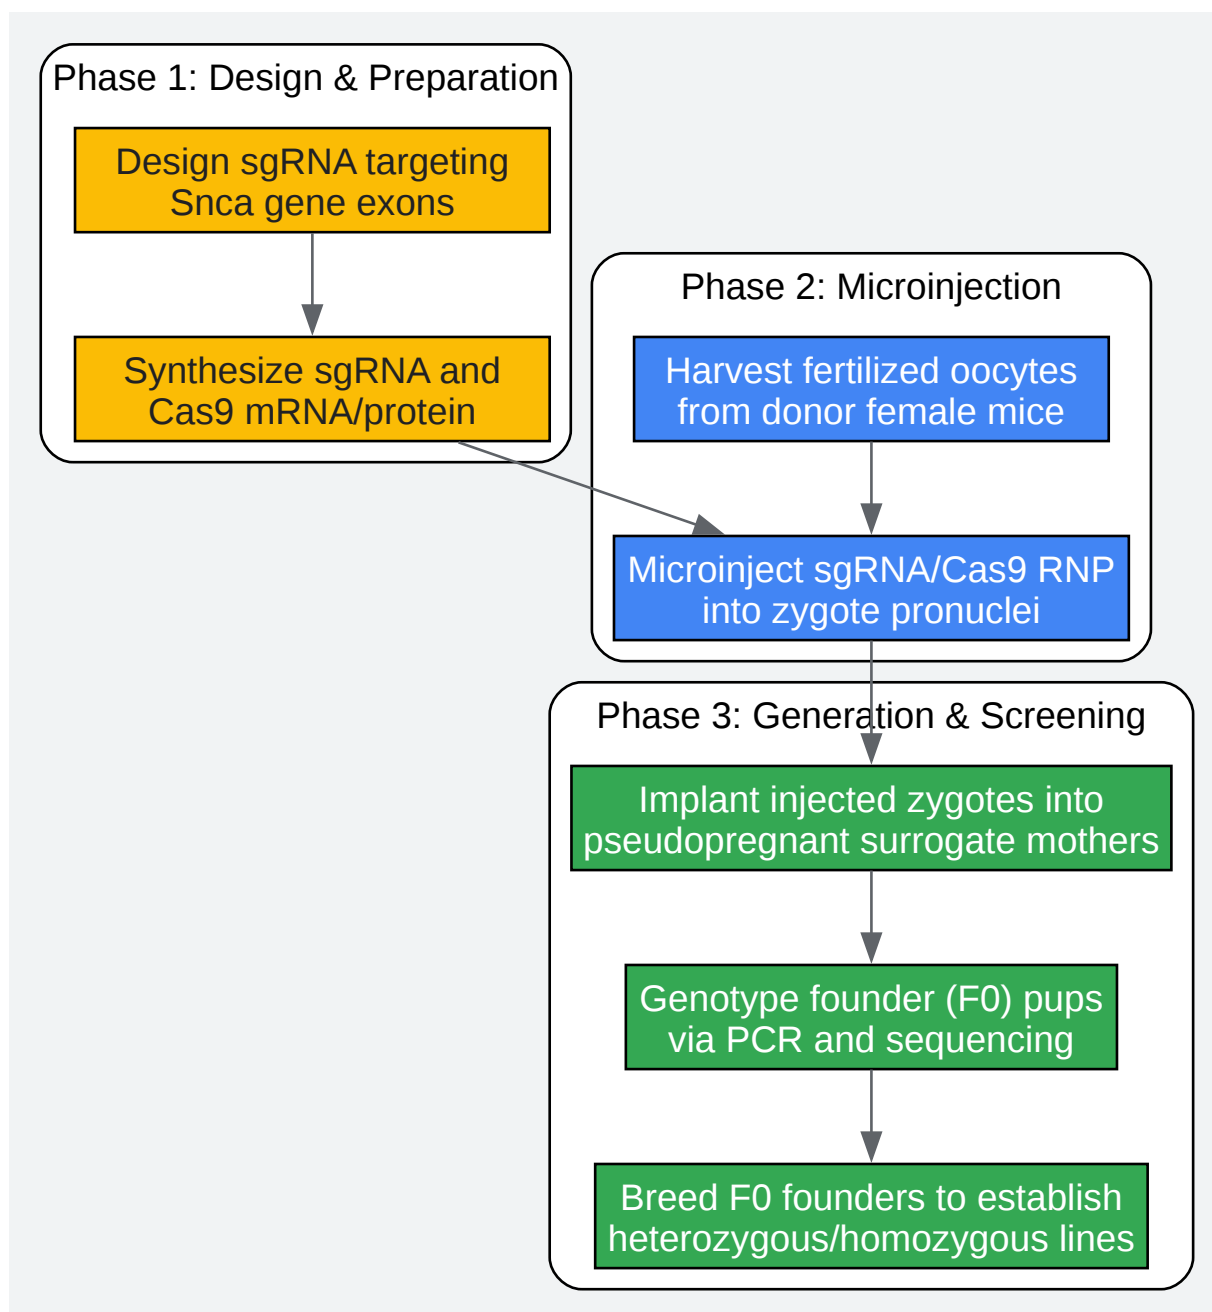 Phase 1: Design & Preparation
Design sgRNA targeting
Snca gene exons
Synthesize sgRNA and
Cas9 mRNA/protein
Phase 2: Microinjection
Harvest fertilized oocytes
from donor female mice
Microinject sgRNA/Cas9 RNP
into zygote pronuclei
Phase 3: Generation & Screening
Implant injected zygotes into
pseudopregnant surrogate mothers
Genotype founder (F0) pups
via PCR and sequencing
Breed F0 founders to establish
heterozygous/homozygous lines